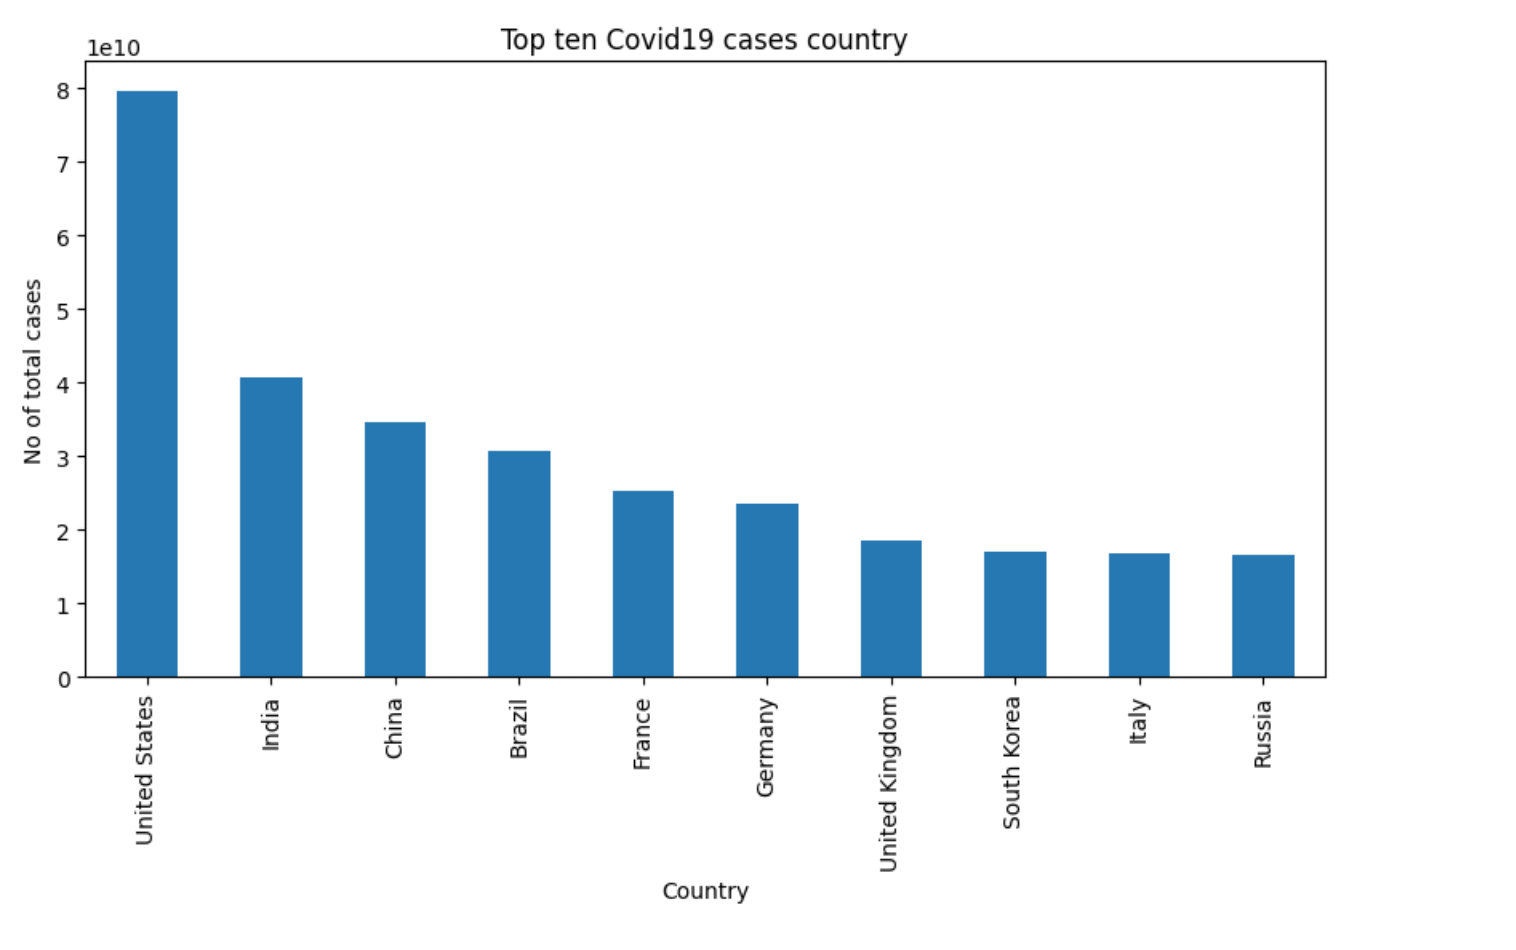 Top ten Covid19 cases country
1e10
8
7
6
5
4
3
2
1
0
No of total cases
United States
India
China
Brazil
France
Germany
United Kingdom
South Korea
Italy
Russia
Country